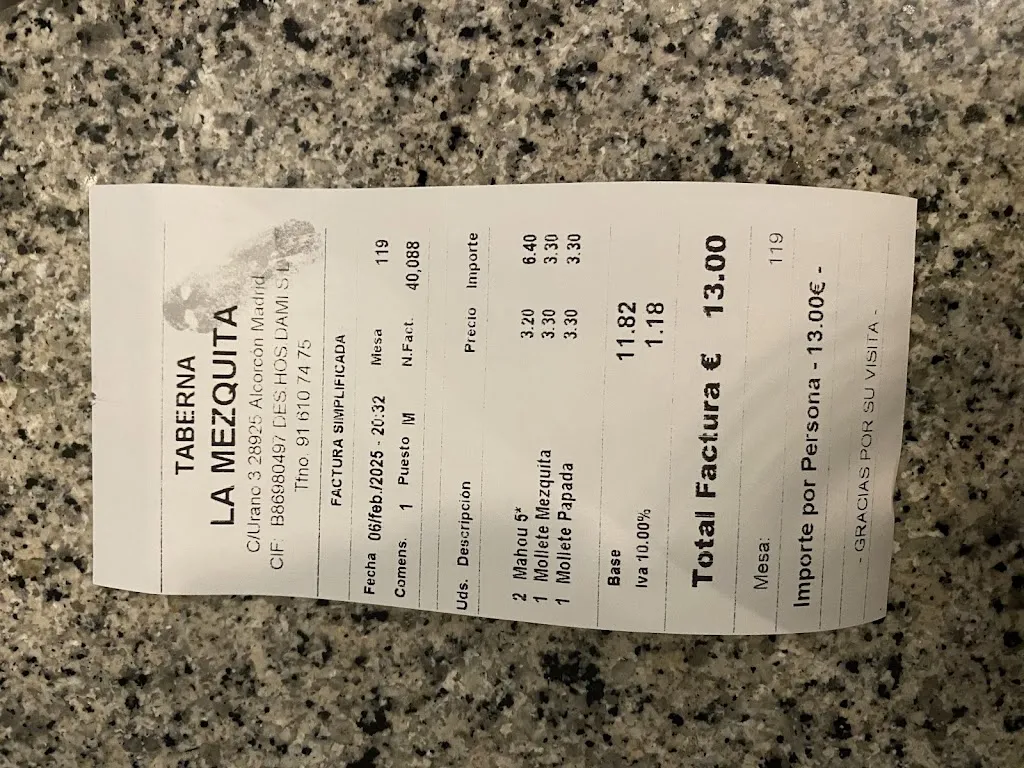 TABERNA
LA MEZQUITA
C/Urano 3 28925 Alcorcón Madrid
CIF: B86980497 DES HOS DAMI S.L
Tfno. 91 610 74 75
FACTURA SIMPLIFICADA
Fecha 06/feb./2025 - 20:32 Mesa 119
Comens. 1 Puesto M N.Fact. 40,088
Uds. Descripción Precio Importe
2 Mahou 5* 3.20 6.40
1 Mollete Mezquita 3.30 3.30
1 Mollete Papada 3.30 3.30
Base 11.82
Iva 10.00% 1.18
Total Factura € 13.00
Mesa: 119
Importe por Persona - 13.00€ -
- GRACIAS POR SU VISITA -